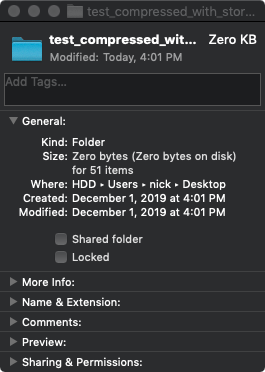 test_compressed_with_stor...
test_compressed_wit... Zero KB
Modified: Today, 4:01 PM
Add Tags...
General:
Kind: Folder
Size: Zero bytes (Zero bytes on disk)
for 51 items
Where: HDD ▸ Users ▸ nick ▸ Desktop
Created: December 1, 2019 at 4:01 PM
Modified: December 1, 2019 at 4:01 PM
Shared folder
Locked
More Info:
Name & Extension:
Comments:
Preview:
Sharing & Permissions: